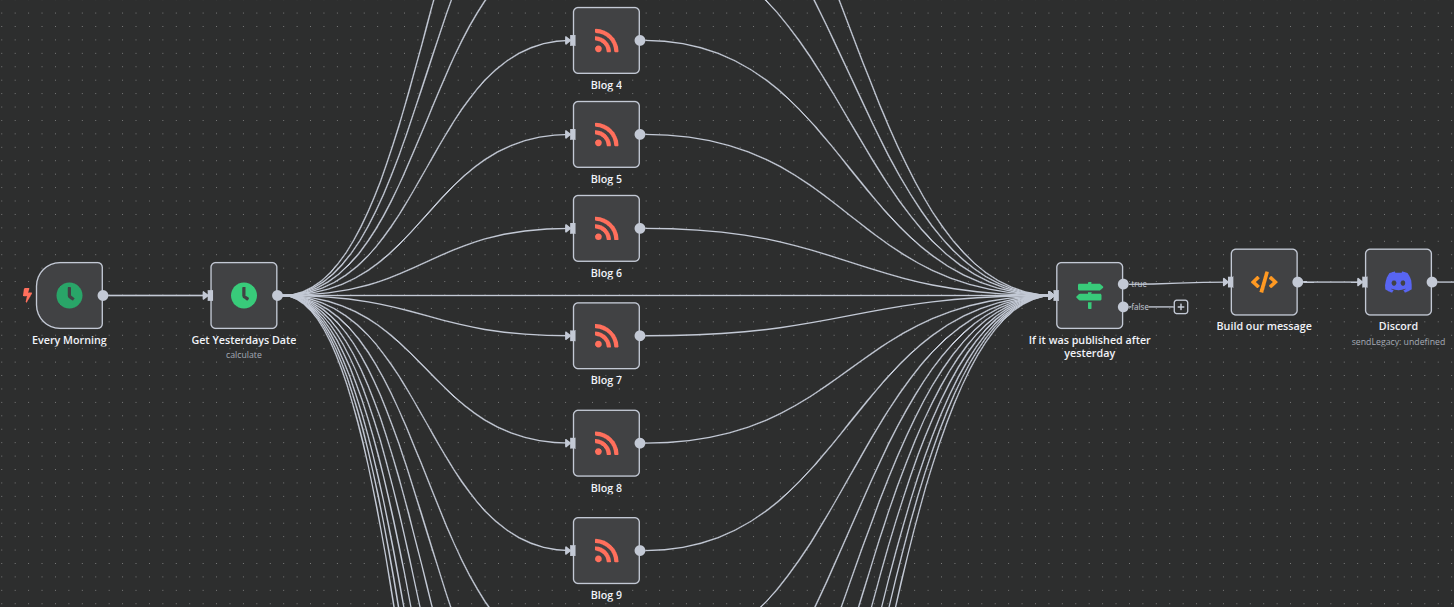 Blog 4
Blog 5
Blog 6
Every Morning
Get Yesterdays Date
calculate
Blog 7
Blog 8
Blog 9
true
false
If it was published after
yesterday
Build our message
Discord
sendLegacy: undefined